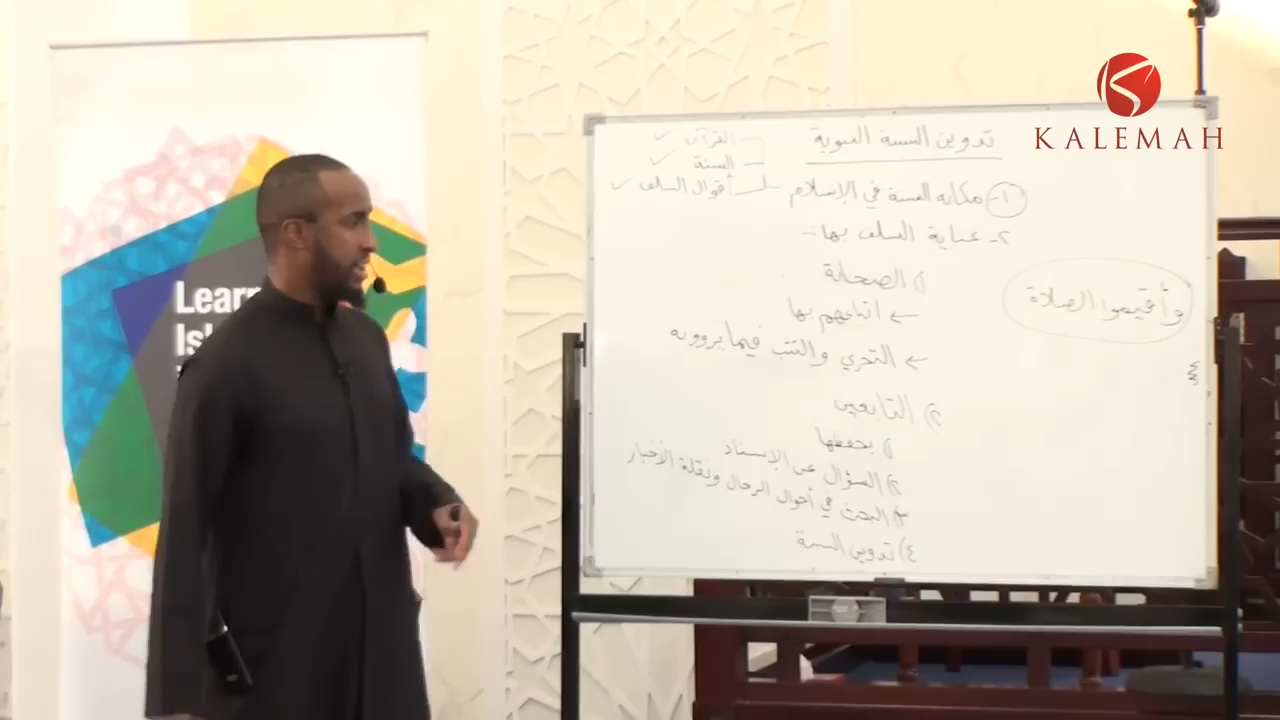 KALEMAH
Learn
Isl
تدوين السنة النبوية
القرآن ✓
السنة ✓
١- مكانة السنة في الإسلام أقوال السلف ✓
٢- عناية السلف بها
١) الصحابة
← اتباعهم بها
← التحري والتثبت فيما يروونه
٢) التابعين
١) بحفظها
٢) السؤال عن الإسناد
٣) البحث في أحوال الرجال ونقلة الأخبار
٤) تدوين السنة
وأقيموا الصلاة